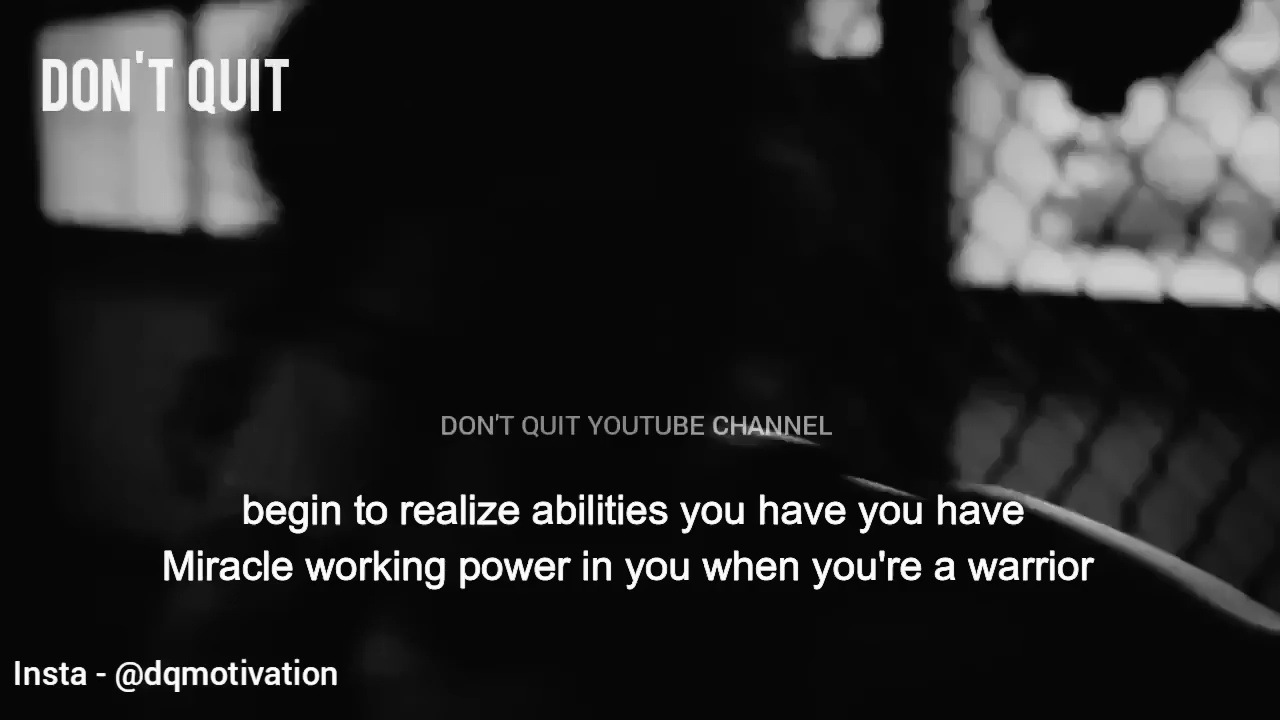 DON'T QUIT
DON'T QUIT YOUTUBE CHANNEL
begin to realize abilities you have you have
Miracle working power in you when you're a warrior
Insta - @dqmotivation